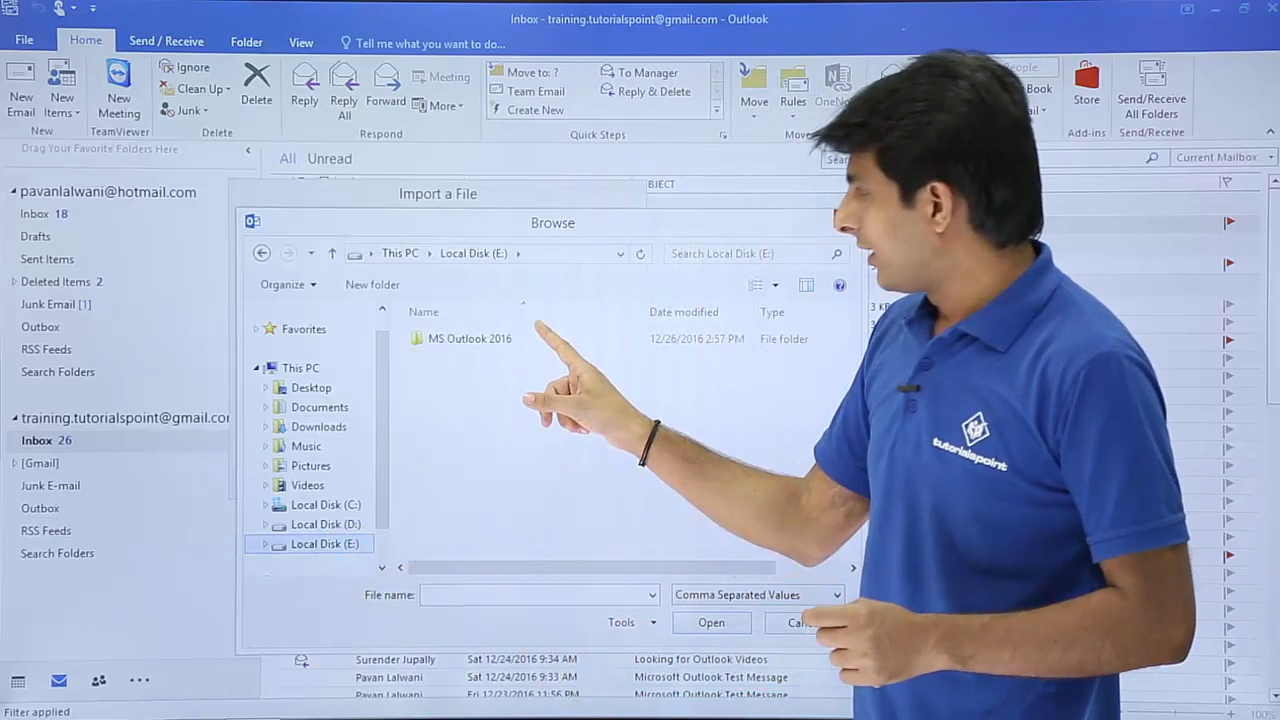 Inbox - training.tutorialspoint@gmail.com - Outlook
File Home Send / Receive Folder View Tell me what you want to do...
New Email
New Items
New
New Meeting
TeamViewer
Ignore
Clean Up
Junk
Delete
Delete
Reply
Reply All
Forward
Meeting
More
Respond
Move to: ?
Team Email
Create New
To Manager
Reply & Delete
Quick Steps
Move
Rules
Store
Add-ins
Send/Receive All Folders
Send/Receive
Drag Your Favorite Folders Here
All Unread
Current Mailbox
pavanlalwani@hotmail.com
Inbox 18
Drafts
Sent Items
Deleted Items 2
Junk Email [1]
Outbox
RSS Feeds
Search Folders
training.tutorialspoint@gmail.co
Inbox 26
[Gmail]
Junk E-mail
Outbox
RSS Feeds
Search Folders
Filter applied
Import a File
Browse
This PC Local Disk (E:)
Search Local Disk (E:)
Organize New folder
Name Date modified Type
MS Outlook 2016 12/26/2016 2:57 PM File folder
Favorites
This PC
Desktop
Documents
Downloads
Music
Pictures
Videos
Local Disk (C:)
Local Disk (D:)
Local Disk (E:)
File name: Comma Separated Values
Tools Open
Surender Jupally Sat 12/24/2016 9:34 AM Looking for Outlook Videos
Pavan Lalwani Sat 12/24/2016 9:33 AM Microsoft Outlook Test Message
Pavan Lalwani Fri 12/23/2016 11:56 PM Microsoft Outlook Test Message
100%
tutorialspoint